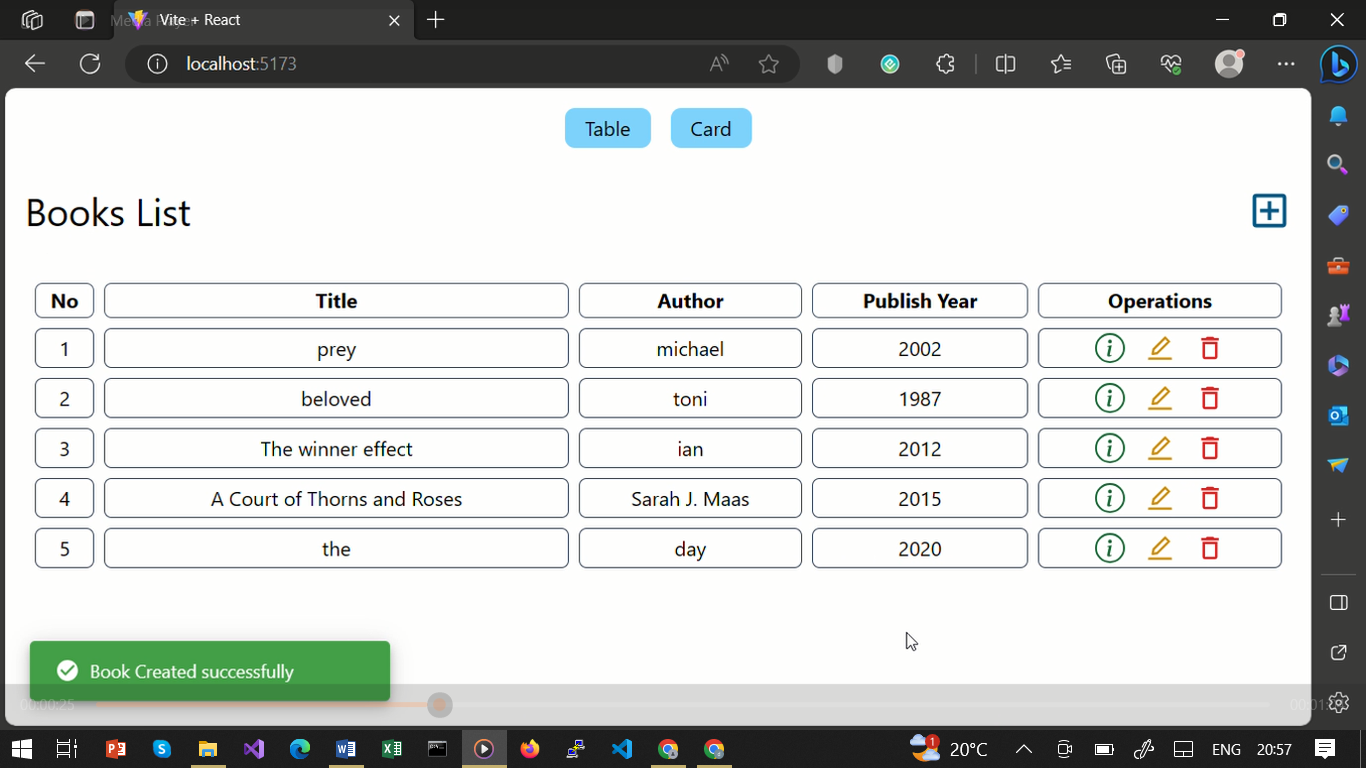 Vite + React
localhost:5173
Table Card
Books List
No Title Author Publish Year Operations
1 prey michael 2002
2 beloved toni 1987
3 The winner effect ian 2012
4 A Court of Thorns and Roses Sarah J. Maas 2015
5 the day 2020
Book Created successfully
00:00:25
1 20°C ENG 20:57